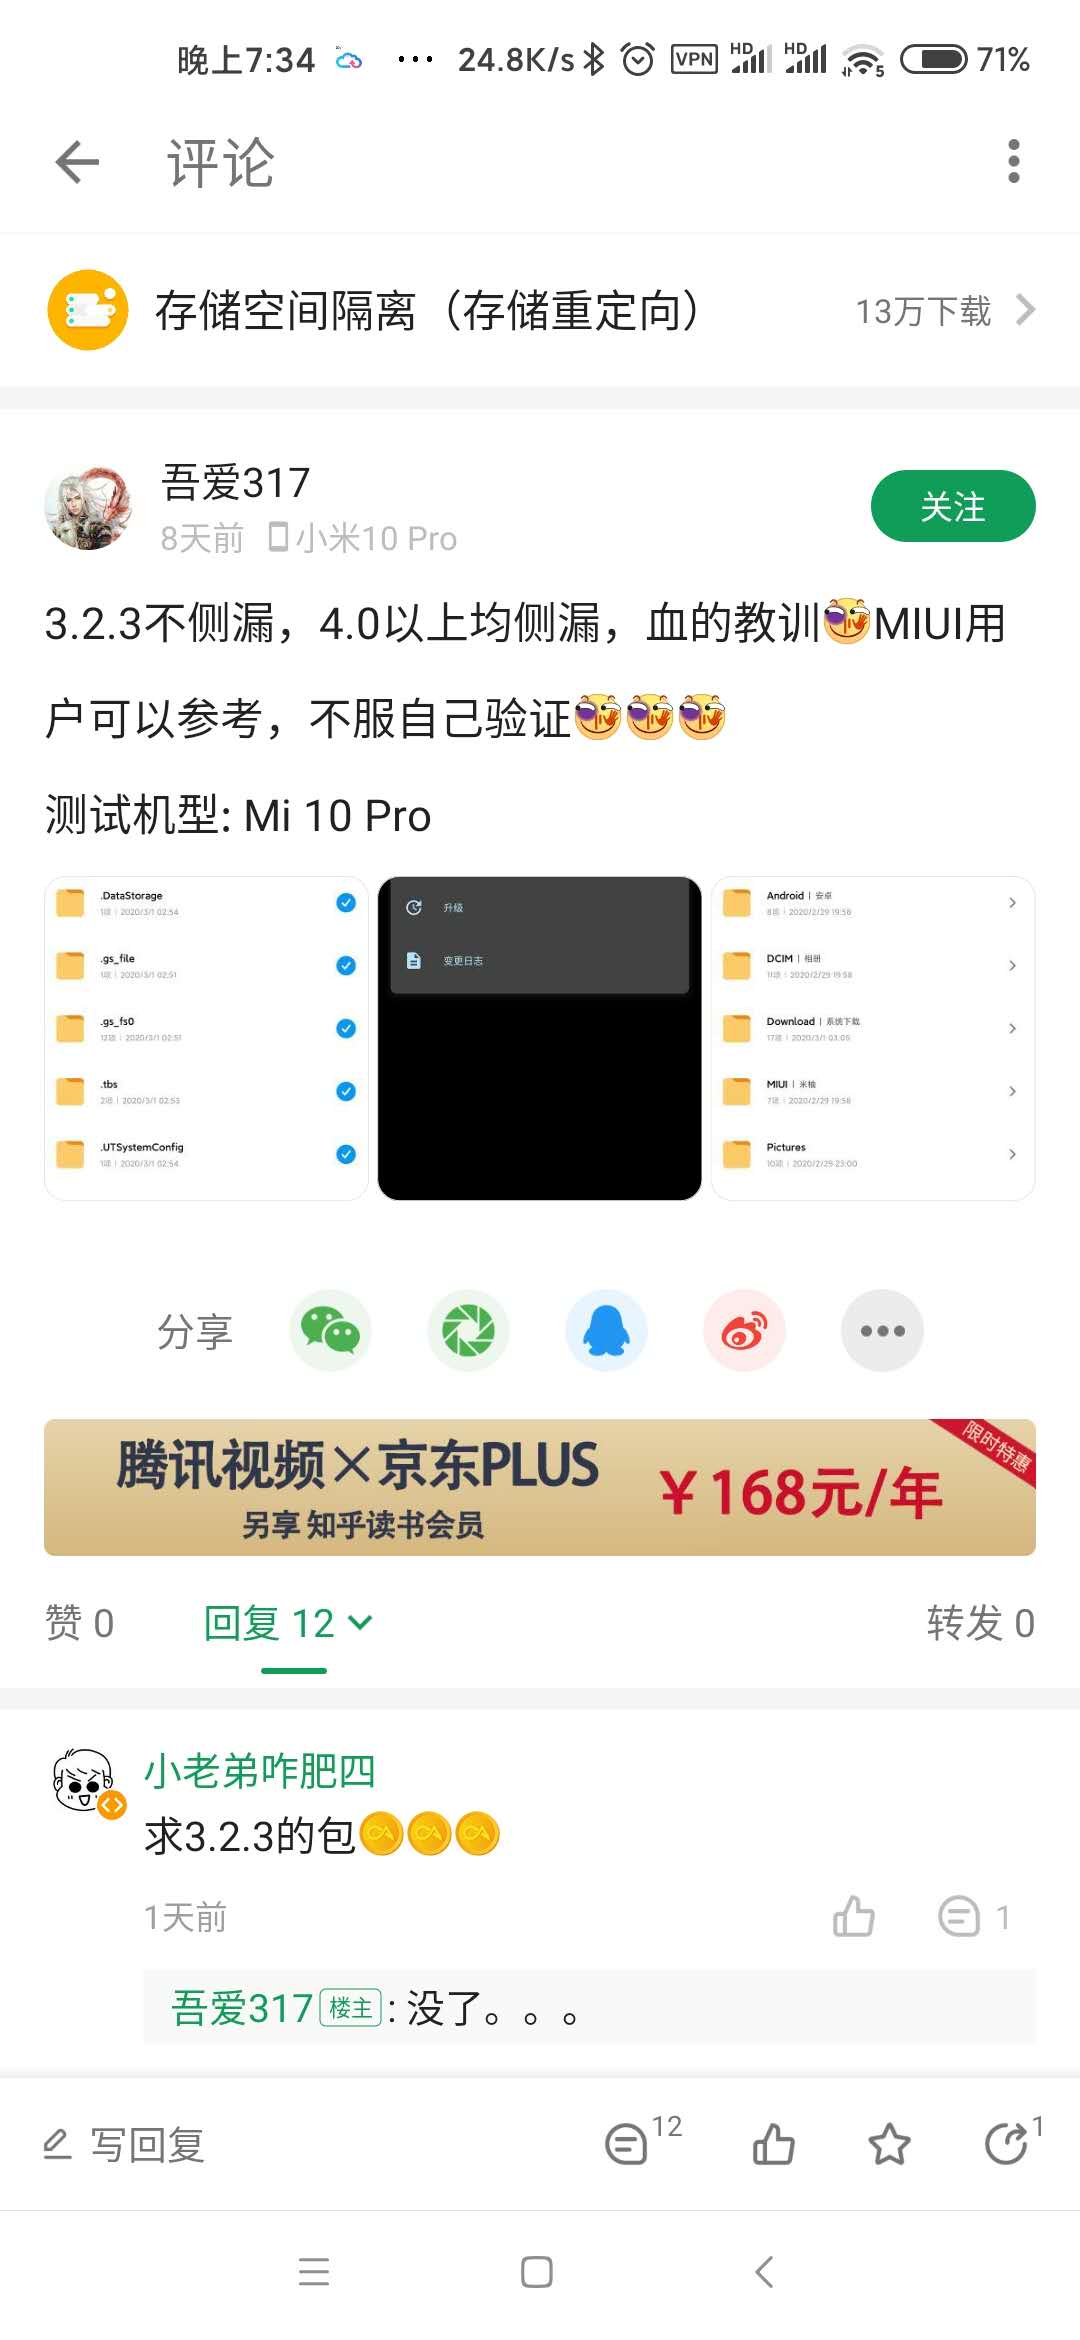 晚上7:34 ··· 24.8K/s VPN HD HD 5 71%
评论
存储空间隔离（存储重定向） 13万下载
吾爱317
8天前 小米10 Pro
关注
3.2.3不侧漏，4.0以上均侧漏，血的教训MIUI用
户可以参考，不服自己验证
测试机型: Mi 10 Pro
.DataStorage
1项 | 2020/3/1 02:54
.gs_file
1项 | 2020/3/1 02:51
.gs_fs0
12项 | 2020/3/1 02:51
.tbs
2项 | 2020/3/1 02:53
.UTSystemConfig
1项 | 2020/3/1 02:54
升级
变更日志
Android | 安卓
8项 | 2020/2/29 19:58
DCIM | 相册
11项 | 2020/2/29 19:58
Download | 系统下载
17项 | 2020/3/1 03:05
MIUI | 米柚
7项 | 2020/2/29 19:58
Pictures
10项 | 2020/2/29 23:00
分享
腾讯视频×京东PLUS
另享 知乎读书会员
￥168元/年
限时特惠
赞 0 回复 12 转发 0
小老弟咋肥四
求3.2.3的包
1天前 1
吾爱317 楼主 : 没了。。。
写回复 12 1